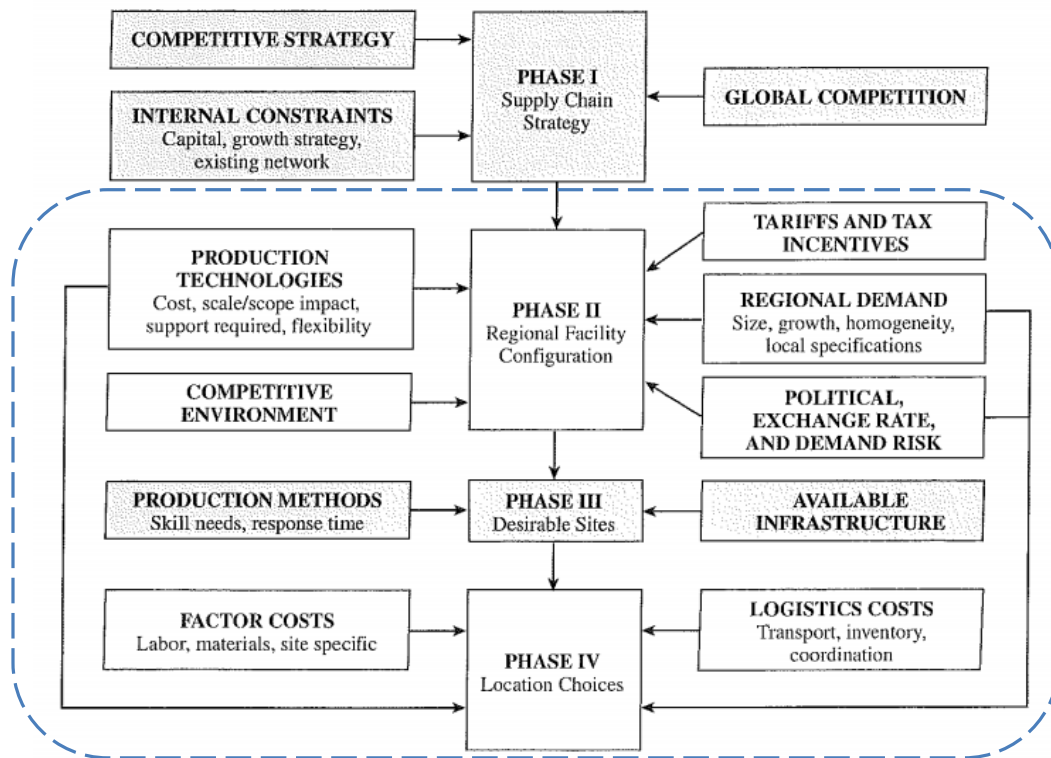 COMPETITIVE STRATEGY
PHASE I
Supply Chain
Strategy
GLOBAL COMPETITION
INTERNAL CONSTRAINTS
Capital, growth strategy,
existing network
TARIFFS AND TAX
INCENTIVES
PRODUCTION
TECHNOLOGIES
Cost, scale/scope impact,
support required, flexibility
PHASE II
Regional Facility
Configuration
REGIONAL DEMAND
Size, growth, homogeneity,
local specifications
COMPETITIVE
ENVIRONMENT
POLITICAL,
EXCHANGE RATE,
AND DEMAND RISK
PRODUCTION METHODS
Skill needs, response time
PHASE III
Desirable Sites
AVAILABLE
INFRASTRUCTURE
FACTOR COSTS
Labor, materials, site specific
PHASE IV
Location Choices
LOGISTICS COSTS
Transport, inventory,
coordination